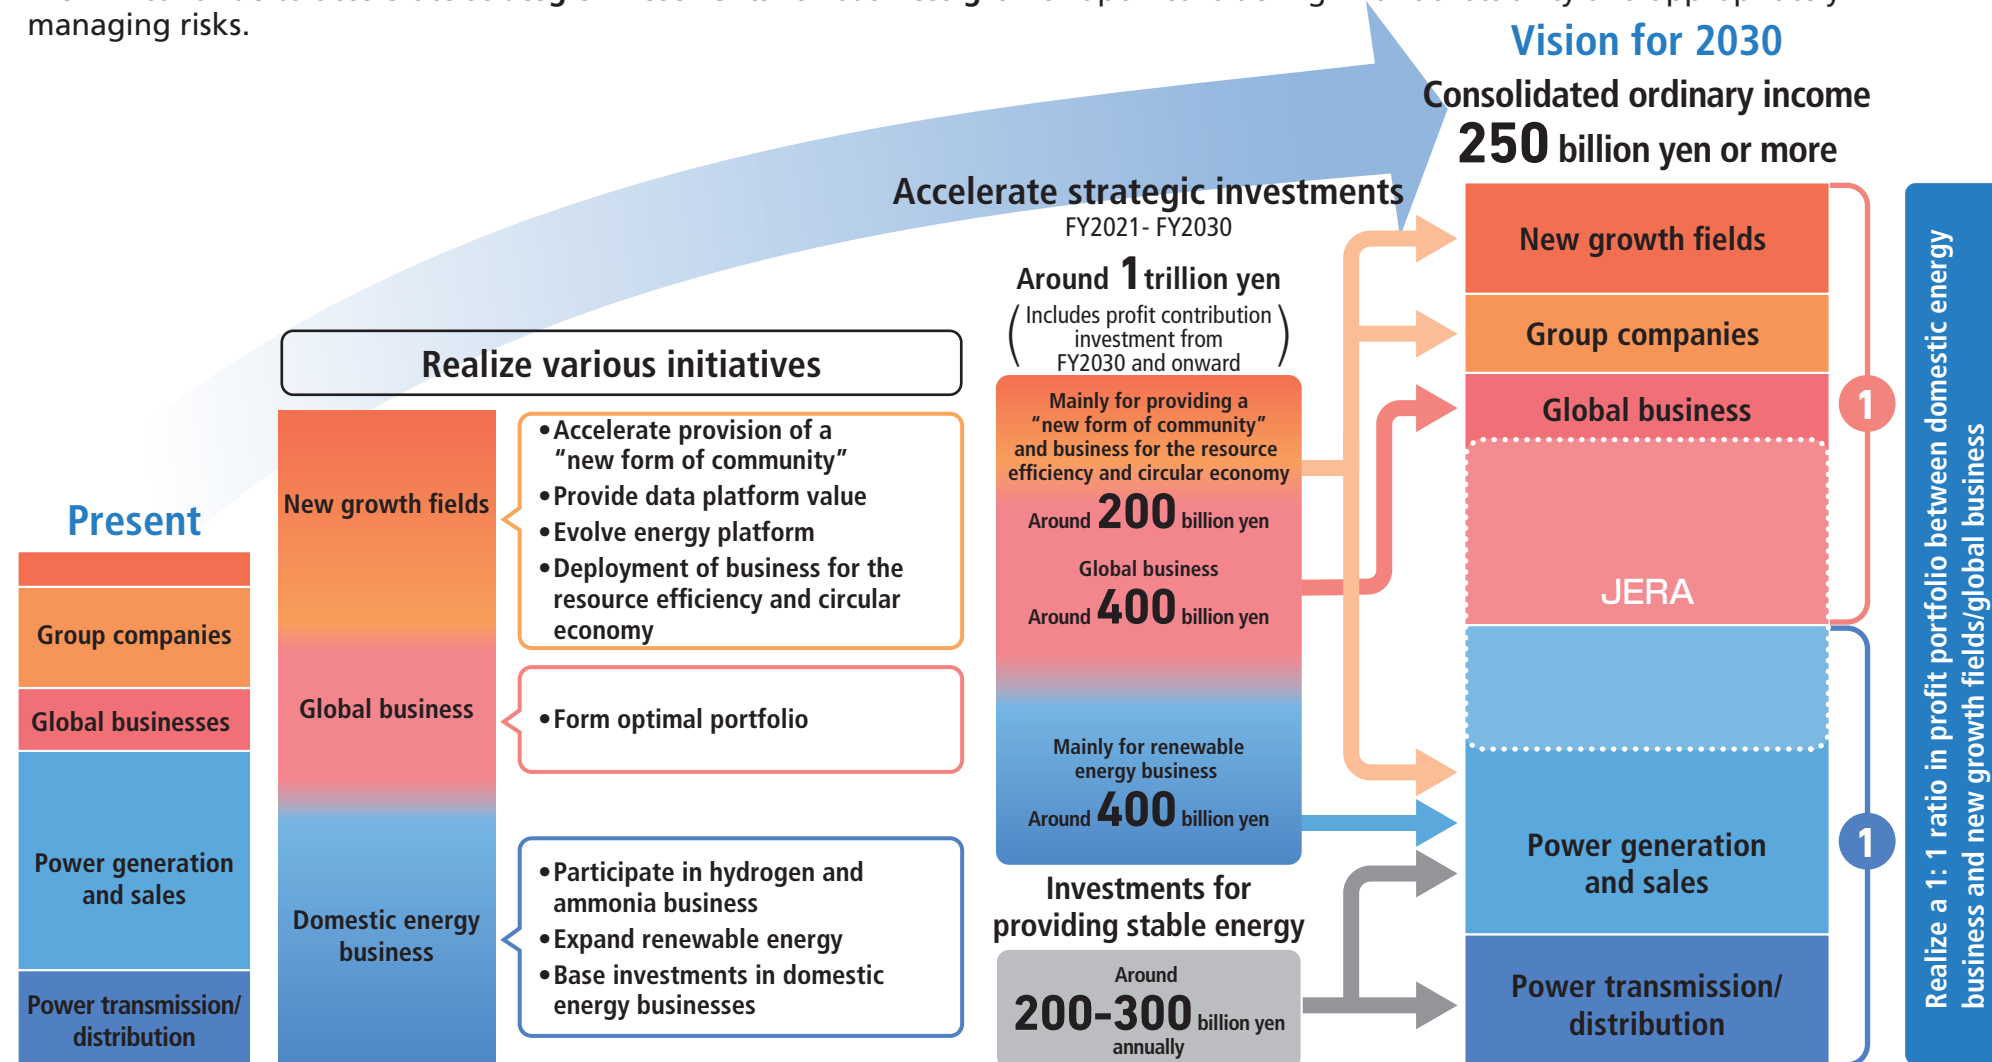 managing risks.
Vision for 2030
Consolidated ordinary income
250 billion yen or more
Accelerate strategic investments
FY2021- FY2030
Around 1 trillion yen
(Includes profit contribution
investment from
FY2030 and onward)
Realize various initiatives
Present
Group companies
Global businesses
Power generation
and sales
Power transmission/
distribution
New growth fields
Global business
Domestic energy
business
•Accelerate provision of a
“new form of community”
•Provide data platform value
•Evolve energy platform
•Deployment of business for the
resource efficiency and circular
economy
•Form optimal portfolio
•Participate in hydrogen and
ammonia business
•Expand renewable energy
•Base investments in domestic
energy businesses
Mainly for providing a
“new form of community”
and business for the resource
efficiency and circular economy
Around 200 billion yen
Global business
Around 400 billion yen
Mainly for renewable
energy business
Around 400 billion yen
Investments for
providing stable energy
Around
200-300 billion yen
annually
New growth fields
Group companies
Global business
JERA
Power generation
and sales
Power transmission/
distribution
1
1
Realize a 1: 1 ratio in profit portfolio between domestic energy
business and new growth fields/global business